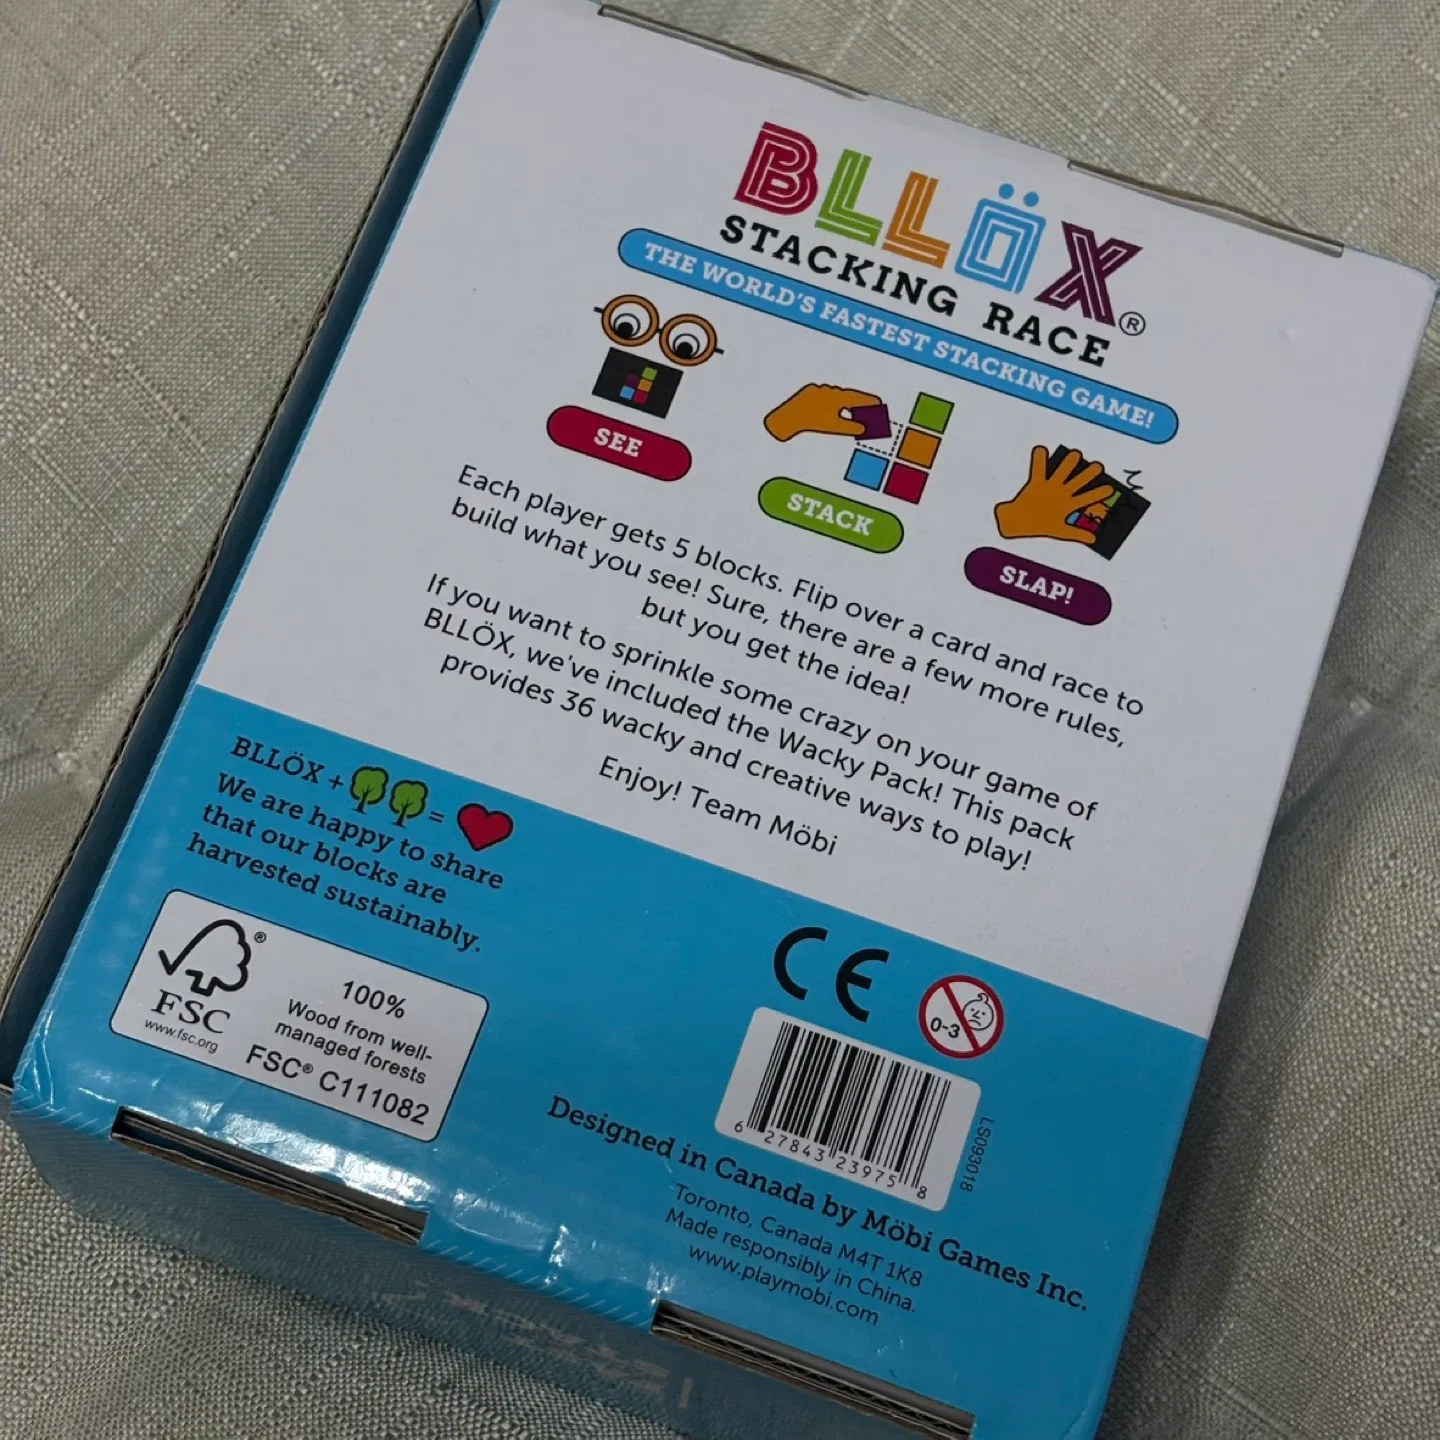 BLLÖX®
STACKING RACE
THE WORLD'S FASTEST STACKING GAME!
SEE
STACK
SLAP!
Each player gets 5 blocks. Flip over a card and race to
build what you see! Sure, there are a few more rules,
but you get the idea!
If you want to sprinkle some crazy on your game of
BLLÖX, we've included the Wacky Pack! This pack
provides 36 wacky and creative ways to play!
Enjoy! Team Möbi
BLLÖX + =
We are happy to share
that our blocks are
harvested sustainably.
®
FSC
www.fsc.org
100%
Wood from well-
managed forests
FSC® C111082
CE
0-3
6 27843 23975 8
LS093018
Designed in Canada by Möbi Games Inc.
Toronto, Canada M4T 1K8
Made responsibly in China.
www.playmobi.com